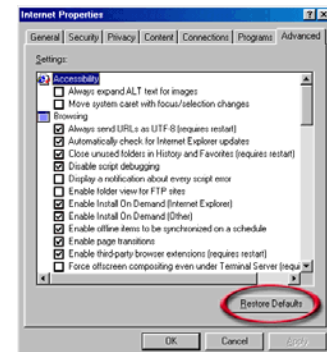 Internet Properties
General Security Privacy Content Connections Programs Advanced
Settings:
Accessibility
Always expand ALT text for images
Move system caret with focus/selection changes
Browsing
Always send URLs as UTF-8 (requires restart)
Automatically check for Internet Explorer updates
Close unused folders in History and Favorites (requires restart)
Disable script debugging
Display a notification about every script error
Enable folder view for FTP sites
Enable Install On Demand (Internet Explorer)
Enable Install On Demand (Other)
Enable offline items to be synchronized on a schedule
Enable page transitions
Enable third-party browser extensions (requires restart)
Force offscreen compositing even under Terminal Server (requi
Restore Defaults
OK Cancel Apply